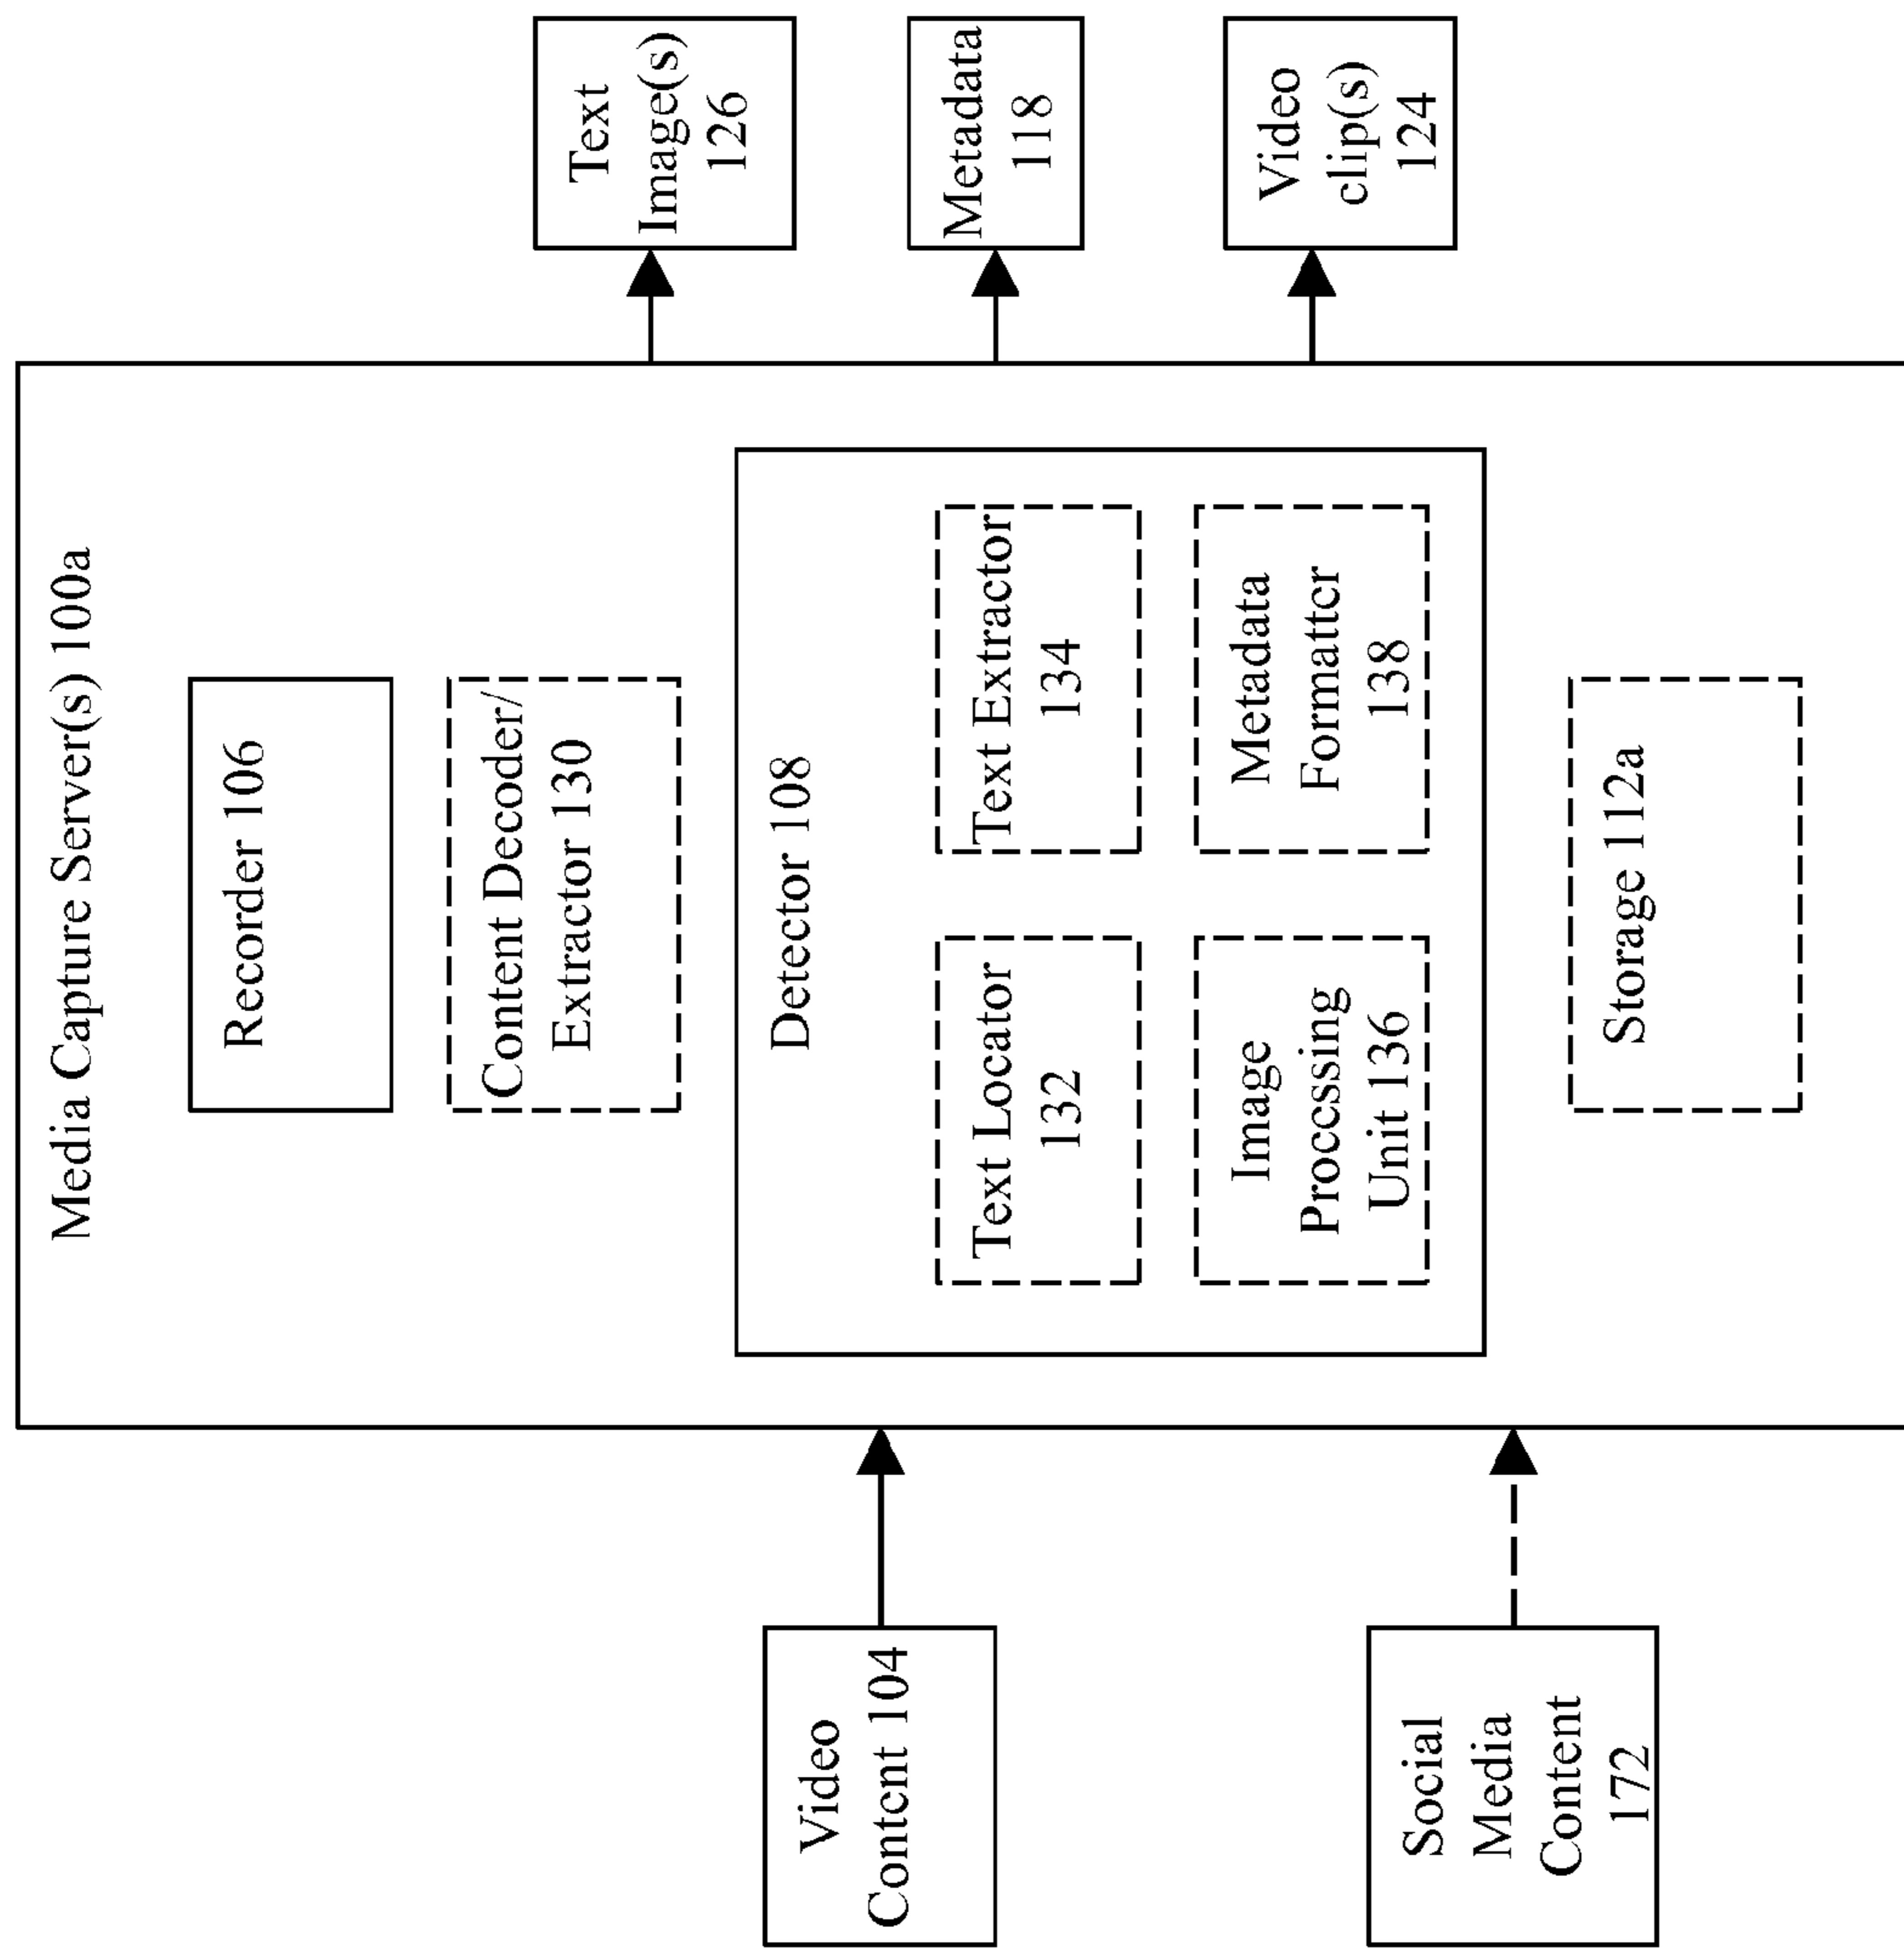 Media Capture Server(s) 100a
Recorder 106
Content Decoder/
Extractor 130
Detector 108
Text Locator
132
Text Extractor
134
Image
Processing
Unit 136
Metadata
Formatter
138
Storage 112a
Video
Content 104
Social
Media
Content
172
Text
Image(s)
126
Metadata
118
Video
clip(s)
124